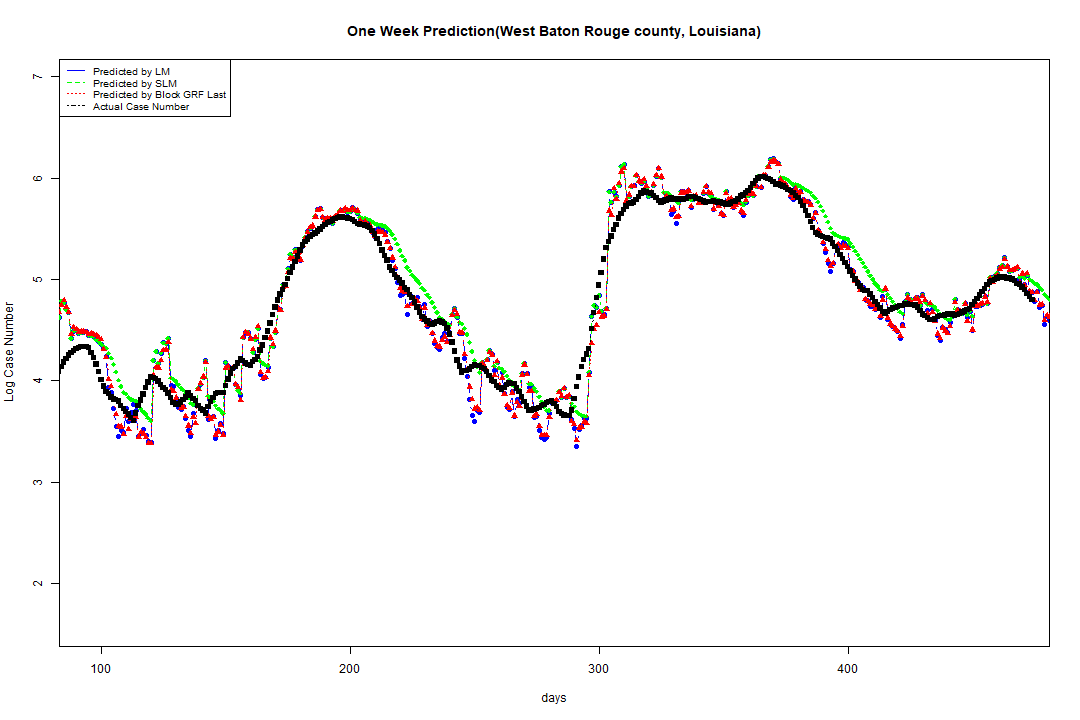 One Week Prediction(West Baton Rouge county, Louisiana)
Predicted by LM
Predicted by SLM
Predicted by Block GRF Last
Actual Case Number
Log Case Number
7
6
5
4
3
2
100 200 300 400
days